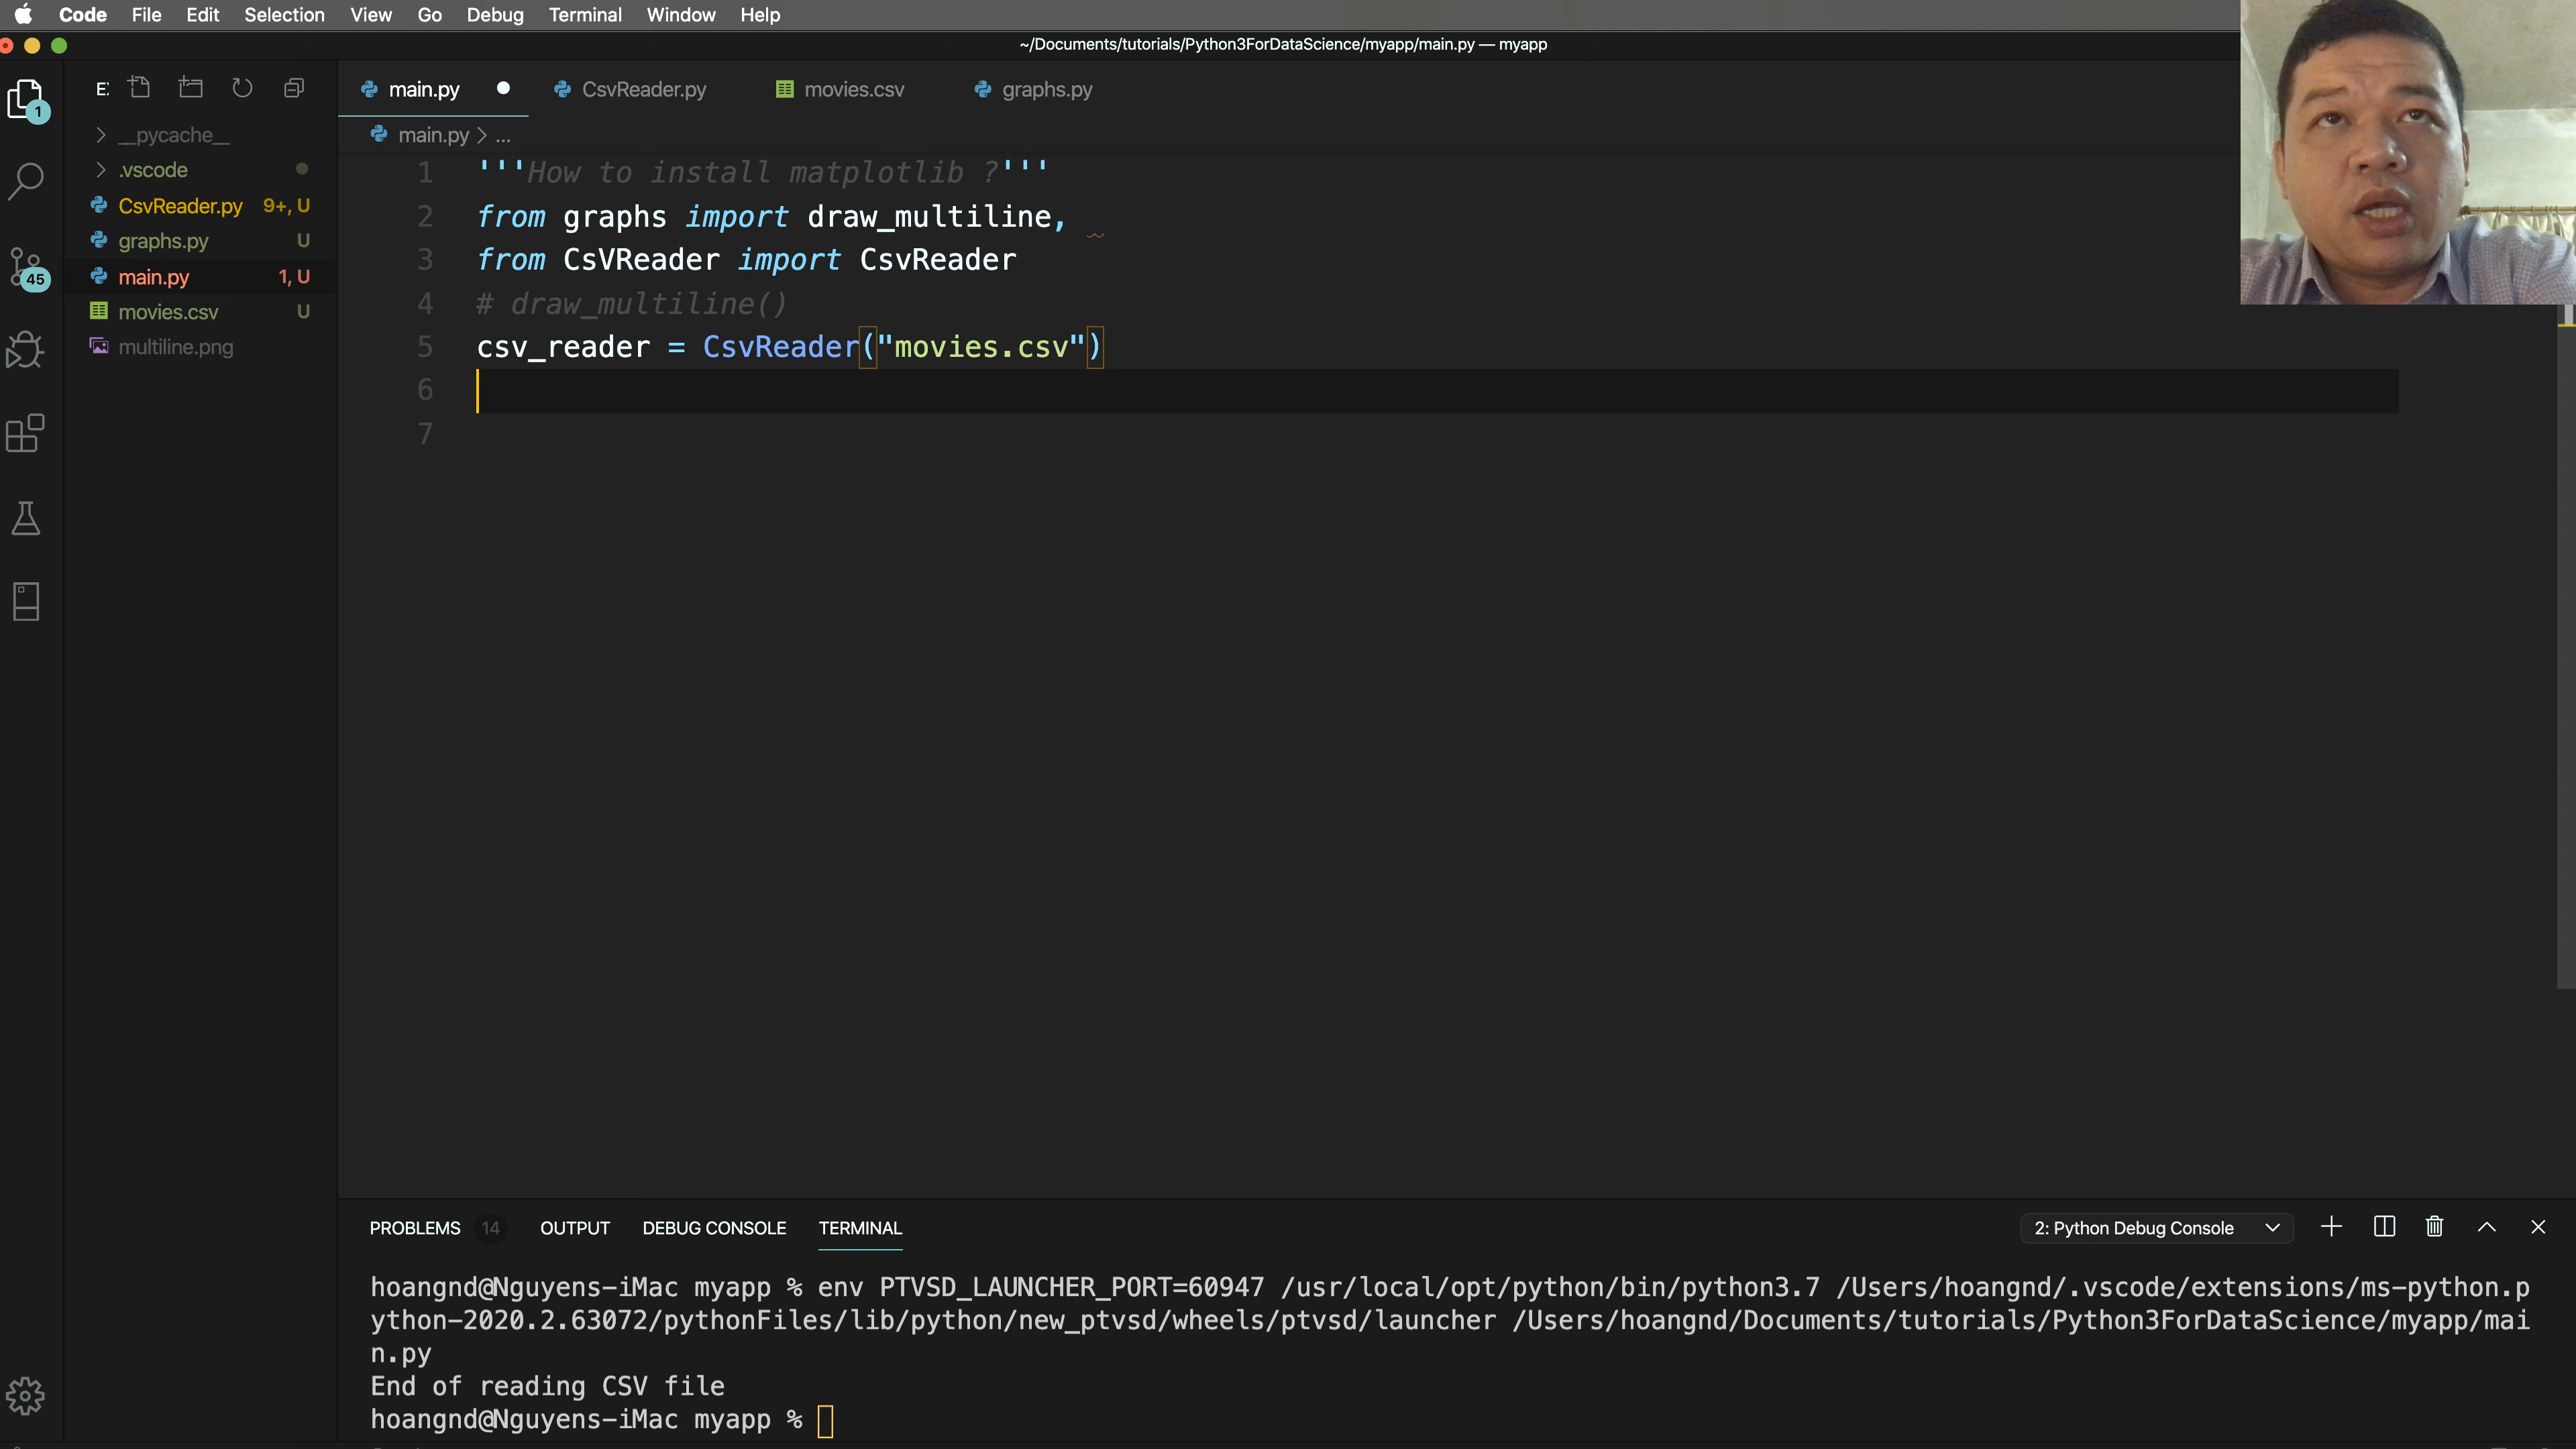 Code File Edit Selection View Go Debug Terminal Window Help
~/Documents/tutorials/Python3ForDataScience/myapp/main.py — myapp
E:
main.py CsvReader.py movies.csv graphs.py
main.py > ...
1
45
__pycache__
.vscode
CsvReader.py 9+, U
graphs.py U
main.py 1, U
movies.csv U
multiline.png
1 '''How to install matplotlib ?'''
2 from graphs import draw_multiline,
3 from CsVReader import CsvReader
4 # draw_multiline()
5 csv_reader = CsvReader("movies.csv")
6
7
PROBLEMS 14 OUTPUT DEBUG CONSOLE TERMINAL
2: Python Debug Console
hoangnd@Nguyens-iMac myapp % env PTVSD_LAUNCHER_PORT=60947 /usr/local/opt/python/bin/python3.7 /Users/hoangnd/.vscode/extensions/ms-python.p
ython-2020.2.63072/pythonFiles/lib/python/new_ptvsd/wheels/ptvsd/launcher /Users/hoangnd/Documents/tutorials/Python3ForDataScience/myapp/mai
n.py
End of reading CSV file
hoangnd@Nguyens-iMac myapp %